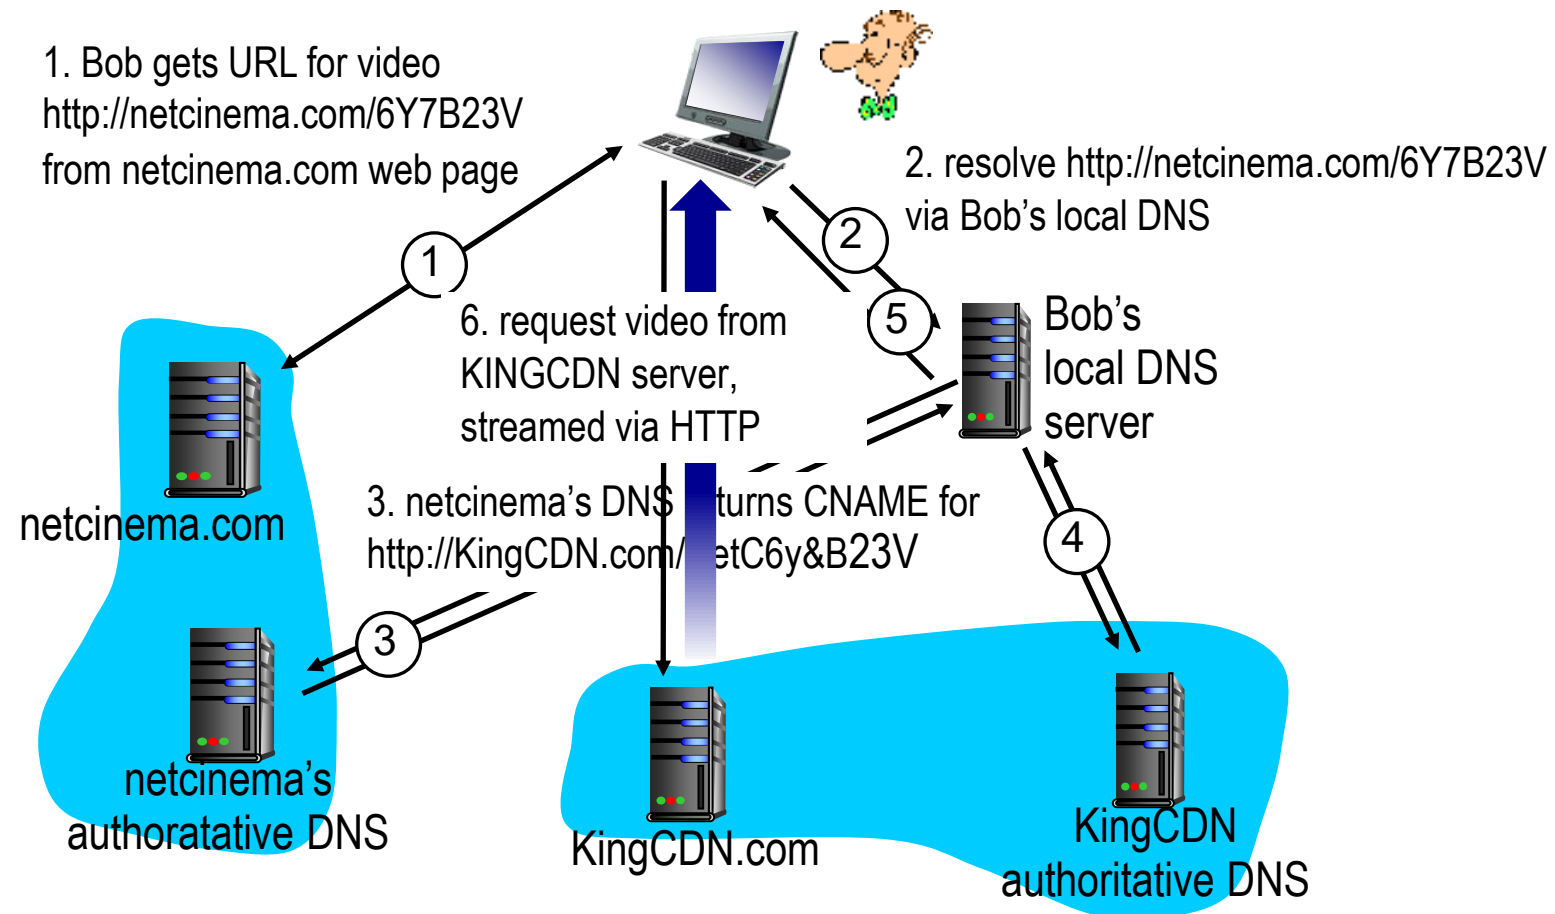 1. Bob gets URL for video
http://netcinema.com/6Y7B23V
from netcinema.com web page
2. resolve http://netcinema.com/6Y7B23V
via Bob's local DNS
1
2
5
6. request video from
KINGCDN server,
streamed via HTTP
Bob's
local DNS
server
netcinema.com
3. netcinema's DNS turns CNAME for
http://KingCDN.com/ etC6y&B23V
4
3
netcinema's
authoratative DNS
KingCDN.com
KingCDN
authoritative DNS